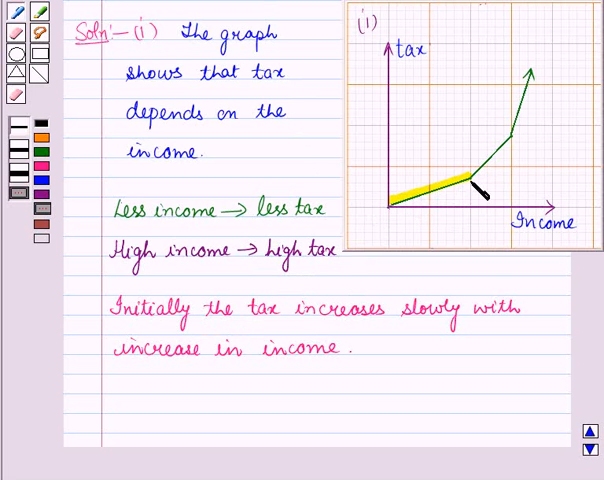 Soln:- (i) The graph
shows that tax
depends on the
income.
Less income → less tax
High income → high tax
Initially the tax increases slowly with
increase in income.
(i)
tax
Income